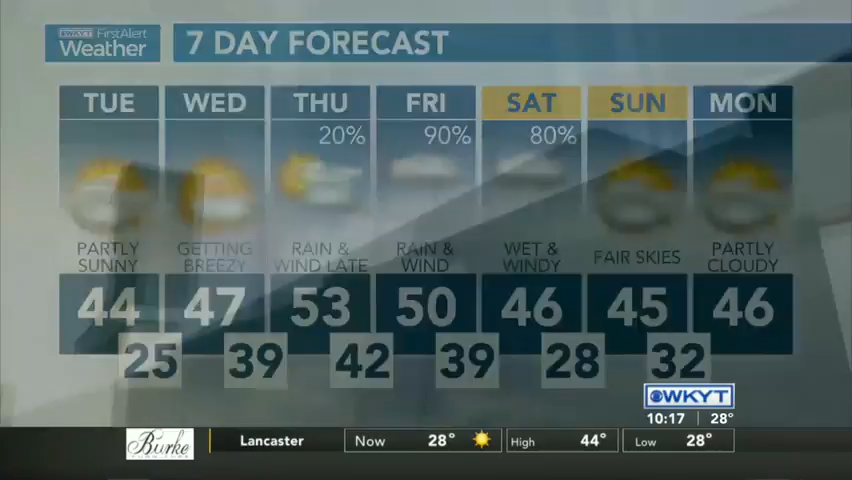 WKYT FirstAlert
Weather
7 DAY FORECAST
TUE WED THU FRI SAT SUN MON
20% 90% 80%
PARTLY SUNNY
GETTING BREEZY
RAIN & WIND LATE
RAIN & WIND
WET & WINDY
FAIR SKIES
PARTLY CLOUDY
44 47 53 50 46 45 46
25 39 42 39 28 32
WKYT
10:17 28°
Burke
Lancaster Now 28° High 44° Low 28°